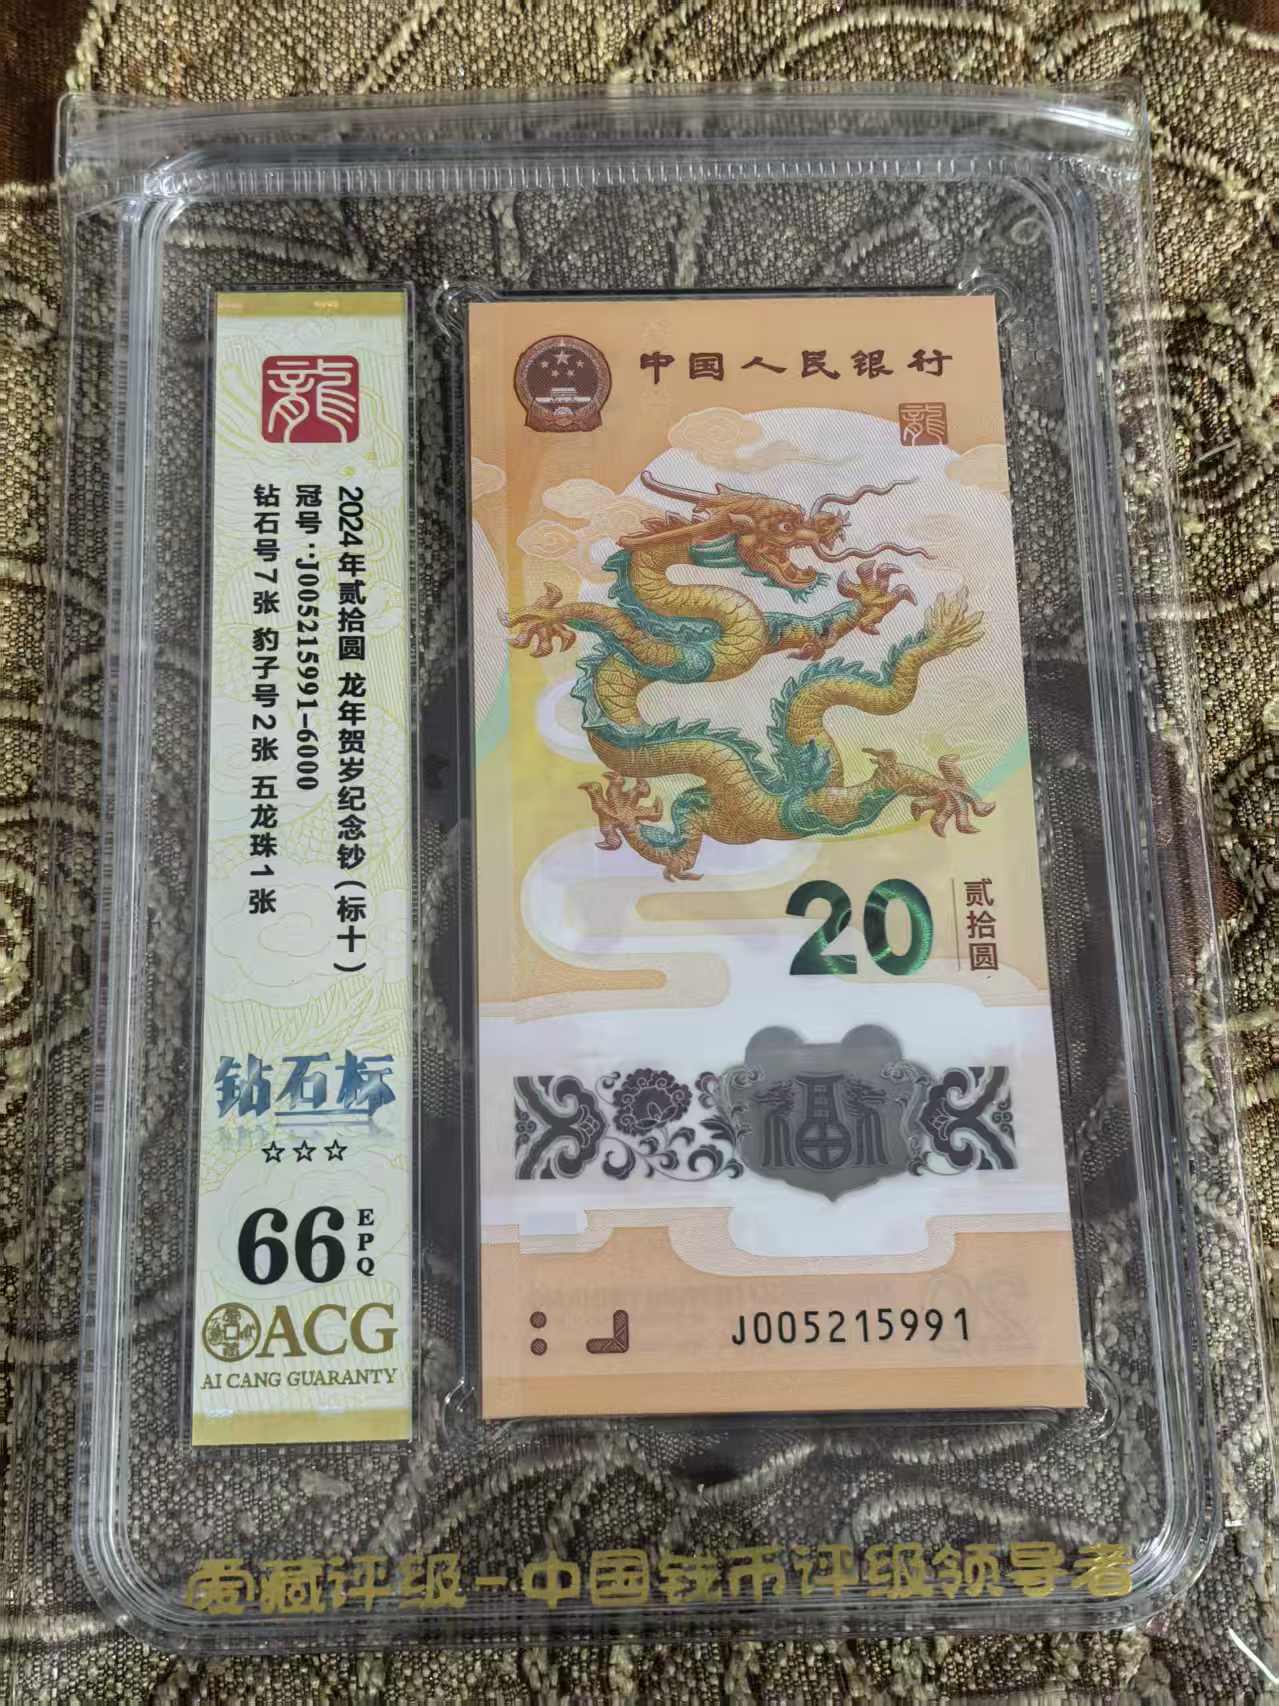 龍
2024年贰拾圆 龙年贺岁纪念钞(标十)
冠号:J005215991-6000
钻石号7张 豹子号2张 五龙珠1张
钻石标
☆☆☆
66
EPQ
ACG
AI CANG GUARANTY
中国人民银行
龍
20
贰拾圆
福
J005215991
爱藏评级-中国钱币评级领导者